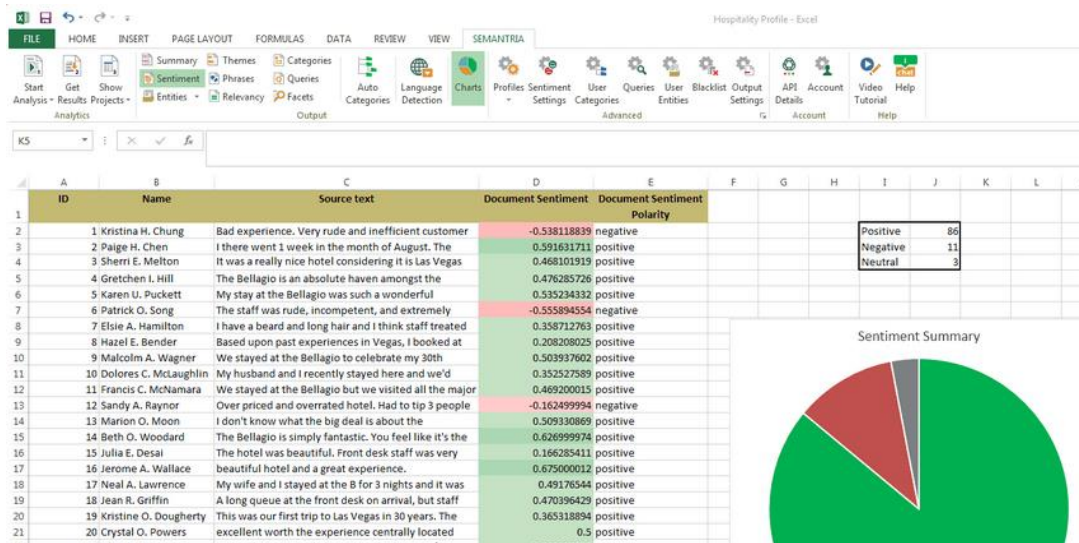 Hospitality Profile - Excel
FILE HOME INSERT PAGE LAYOUT FORMULAS DATA REVIEW VIEW SEMANTRIA
Summary Themes Categories
Sentiment Phrases Queries
Entities Relevancy Facets
Start Analysis Get Results Show Projects Auto Categories Language Detection Charts Profiles Sentiment Settings User Categories Queries User Entities Blacklist Output Settings API Details Account Video Tutorial chat Help
Analytics Output Advanced Account Help
K5 fx
A B C D E F G H I J K L
1 ID Name Source text Document Sentiment Document Sentiment Polarity
2 1 Kristina H. Chung Bad experience. Very rude and inefficient customer -0.538118839 negative Positive 86
3 2 Paige H. Chen I there went 1 week in the month of August. The 0.591631711 positive Negative 11
4 3 Sherri E. Melton It was a really nice hotel considering it is Las Vegas 0.468101919 positive Neutral 3
5 4 Gretchen I. Hill The Bellagio is an absolute haven amongst the 0.476285726 positive
6 5 Karen U. Puckett My stay at the Bellagio was such a wonderful 0.535234332 positive
7 6 Patrick O. Song The staff was rude, incompetent, and extremely -0.555894554 negative
8 7 Elsie A. Hamilton I have a beard and long hair and I think staff treated 0.358712763 positive
9 8 Hazel E. Bender Based upon past experiences in Vegas, I booked at 0.208208025 positive
Sentiment Summary
10 9 Malcolm A. Wagner We stayed at the Bellagio to celebrate my 30th 0.503937602 positive
11 10 Dolores C. McLaughlin My husband and I recently stayed here and we'd 0.352527589 positive
12 11 Francis C. McNamara We stayed at the Bellagio but we visited all the major 0.469200015 positive
13 12 Sandy A. Raynor Over priced and overrated hotel. Had to tip 3 people -0.162499994 negative
14 13 Marion O. Moon I don't know what the big deal is about the 0.509330869 positive
15 14 Beth O. Woodard The Bellagio is simply fantastic. You feel like it's the 0.626999974 positive
16 15 Julia E. Desai The hotel was beautiful. Front desk staff was very 0.166285411 positive
17 16 Jerome A. Wallace beautiful hotel and a great experience. 0.675000012 positive
18 17 Neal A. Lawrence My wife and I stayed at the B for 3 nights and it was 0.49176544 positive
19 18 Jean R. Griffin A long queue at the front desk on arrival, but staff 0.470396429 positive
20 19 Kristine O. Dougherty This was our first trip to Las Vegas in 30 years. The 0.365318894 positive
21 20 Crystal O. Powers excellent worth the experience centrally located 0.5 positive